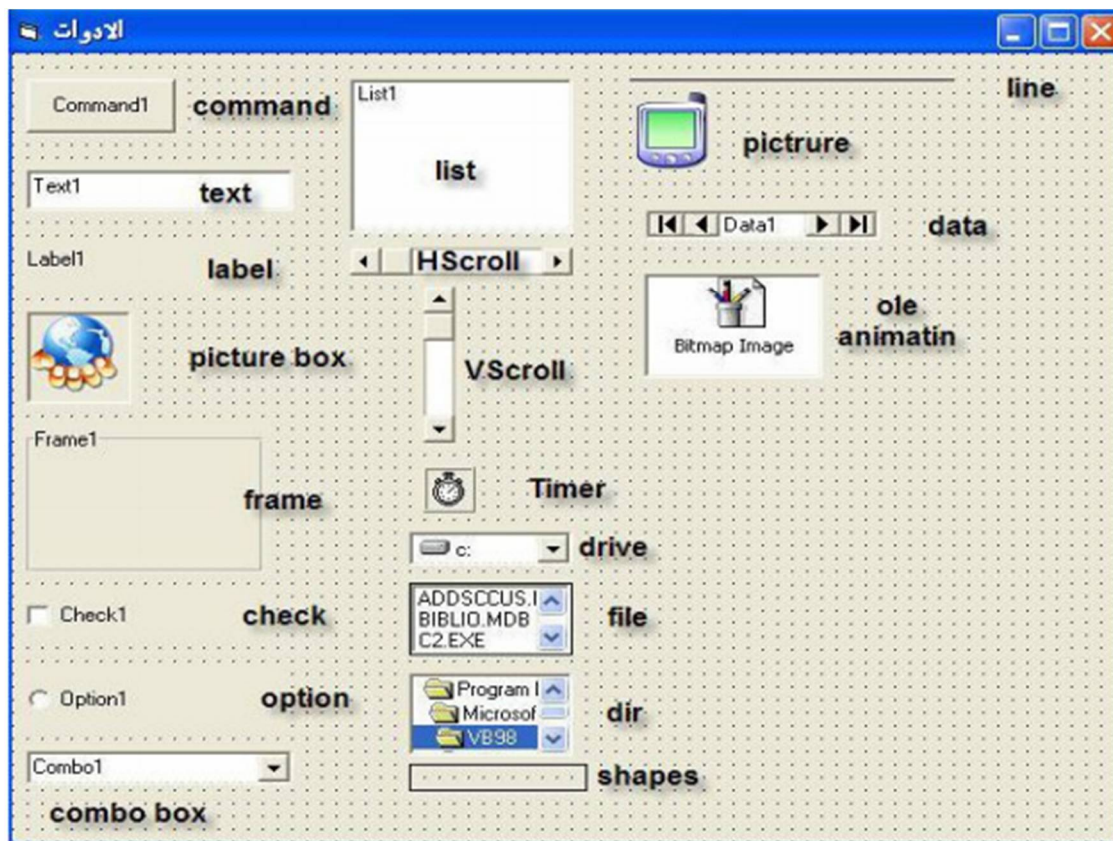 الادوات
Command1
command
Text1
text
Label1
label
picture box
Frame1
frame
Check1
check
Option1
option
Combo1
combo box
List1
list
HScroll
VScroll
Timer
c:
drive
ADDSCCUS.
BIBLIO.MDB
C2.EXE
file
Program
Microsof
VB98
dir
shapes
line
pictrure
Data1
data
Bitmap Image
ole
animatin